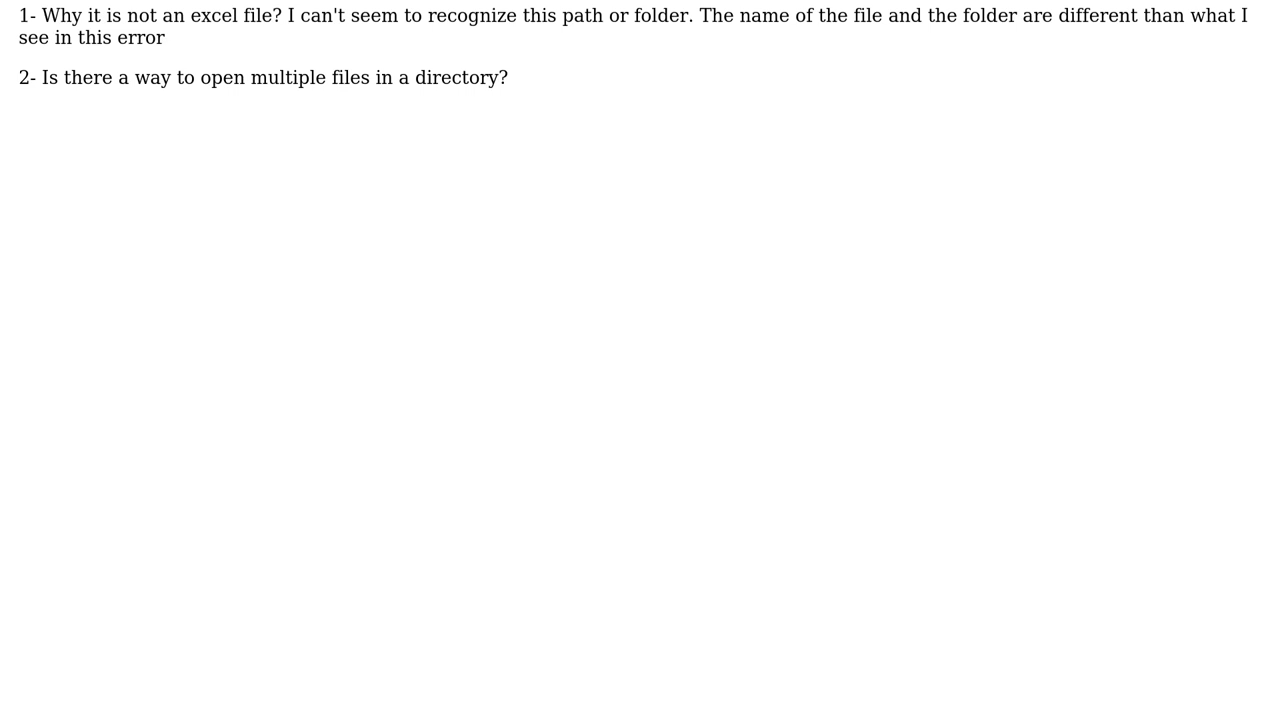 1- Why it is not an excel file? I can't seem to recognize this path or folder. The name of the file and the folder are different than what I
see in this error
2- Is there a way to open multiple files in a directory?